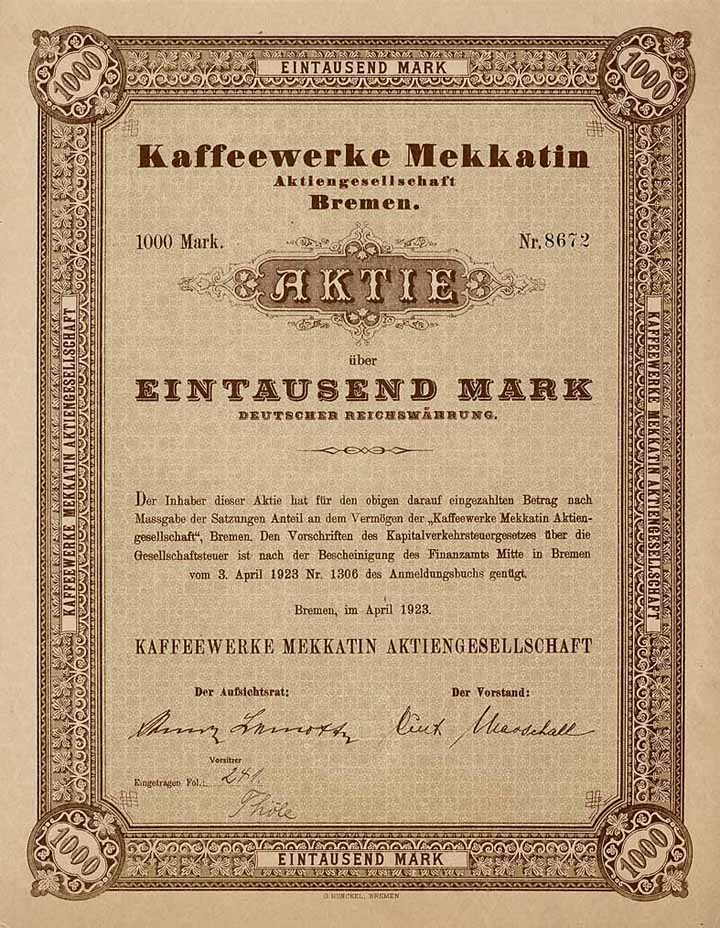 1000
EINTAUSEND MARK
1000
Kaffeewerke Mekkatin
Aktiengesellschaft
Bremen.
1000 Mark.
Nr. 8672
AKTIE
über
EINTAUSEND MARK
DEUTSCHER REICHSWÄHRUNG.
KAFFEEWERKE MEKKATIN AKTIENGESELLSCHAFT
KAFFEEWERKE MEKKATIN AKTIENGESELLSCHAFT
Der Inhaber dieser Aktie hat für den obigen darauf eingezahlten Betrag nach
Massgabe der Satzungen Anteil an dem Vermögen der „Kaffeewerke Mekkatin Aktien-
gesellschaft“, Bremen. Den Vorschriften des Kapitalverkehrsteuergesetzes über die
Gesellschaftsteuer ist nach der Bescheinigung des Finanzamts Mitte in Bremen
vom 3. April 1923 Nr. 1306 des Anmeldungsbuchs genügt.
Bremen, im April 1923.
KAFFEEWERKE MEKKATIN AKTIENGESELLSCHAFT
Der Aufsichtsrat:
Der Vorstand:
Marschall
Vorsitzer
Eingetragen Fol.: 241
Thöle
1000
EINTAUSEND MARK
1000
G. HUNCKEL, BREMEN